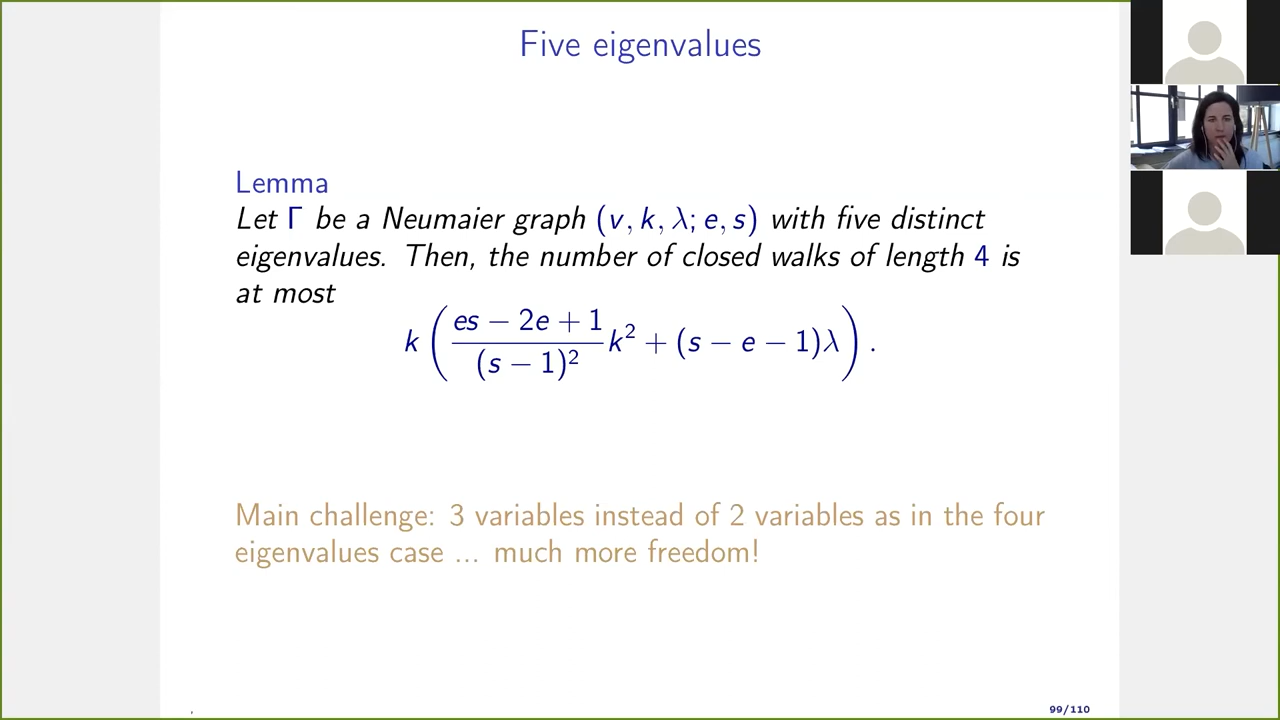 Five eigenvalues
Lemma
Let Γ be a Neumaier graph (v, k, λ; e, s) with five distinct
eigenvalues. Then, the number of closed walks of length 4 is
at most
k ( (es − 2e + 1)/(s − 1)² k² + (s − e − 1)λ ) .
Main challenge: 3 variables instead of 2 variables as in the four
eigenvalues case ... much more freedom!
99/110